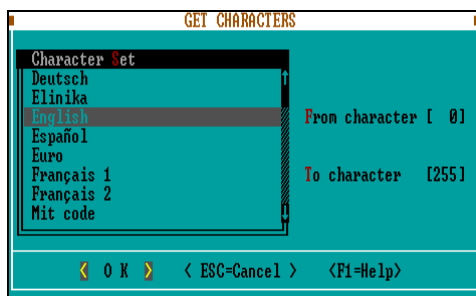 GET CHARACTERS
Character Set
Deutsch
Elinika
English
Español
Euro
Français 1
Français 2
Mit code
From character [ 0]
To character [255]
< O K > < ESC=Cancel > <F1=Help>